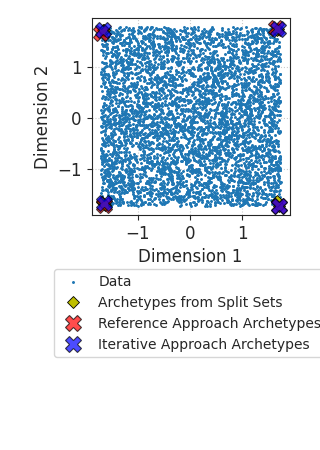 Dimension 2
1
0
−1
−1 0 1
Dimension 1
Data
Archetypes from Split Sets
Reference Approach Archetypes
Iterative Approach Archetypes